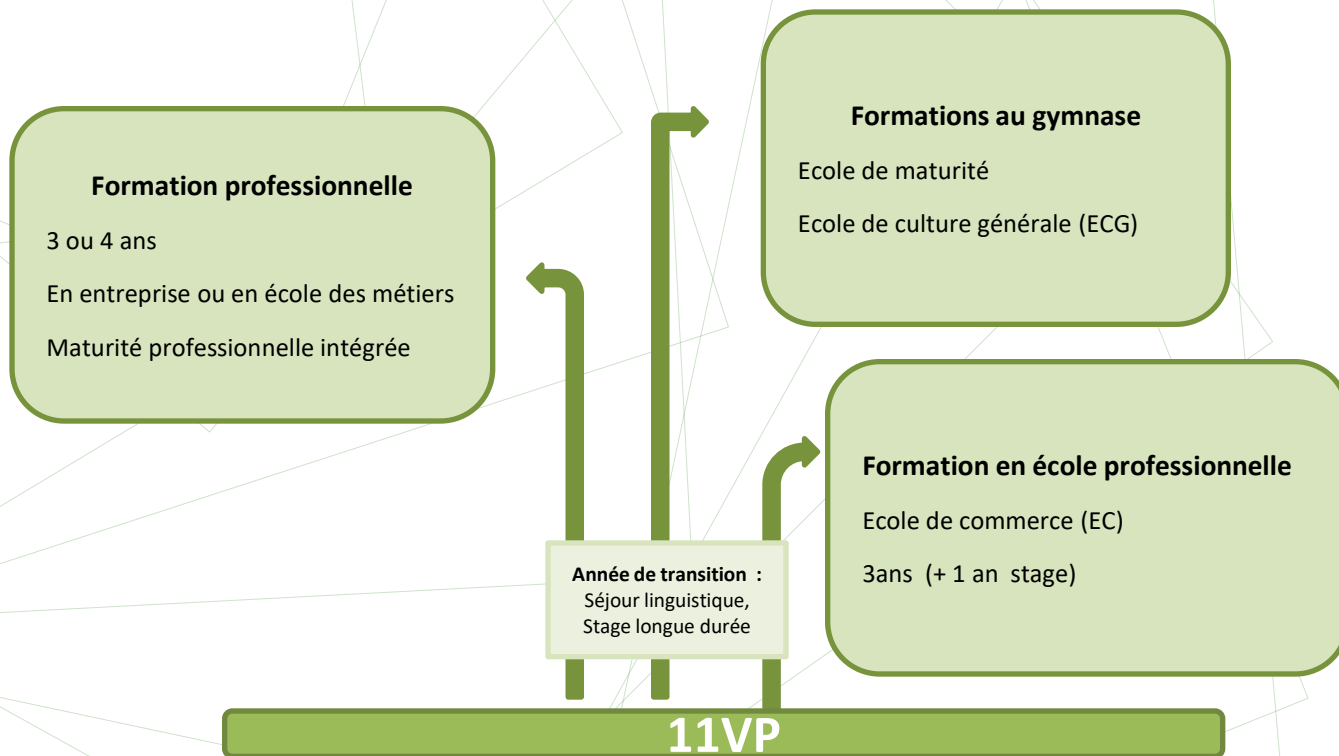 Formation professionnelle
3 ou 4 ans
En entreprise ou en école des métiers
Maturité professionnelle intégrée
Formations au gymnase
Ecole de maturité
Ecole de culture générale (ECG)
Formation en école professionnelle
Ecole de commerce (EC)
3ans (+ 1 an stage)
Année de transition :
Séjour linguistique,
Stage longue durée
11VP